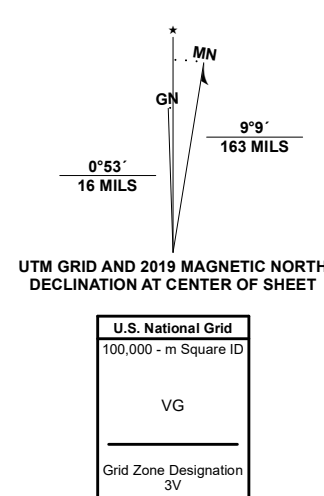 ★
MN
GN
9°9´
163 MILS
0°53´
16 MILS
UTM GRID AND 2019 MAGNETIC NORTH
DECLINATION AT CENTER OF SHEET
U.S. National Grid
100,000 - m Square ID
VG
Grid Zone Designation
3V